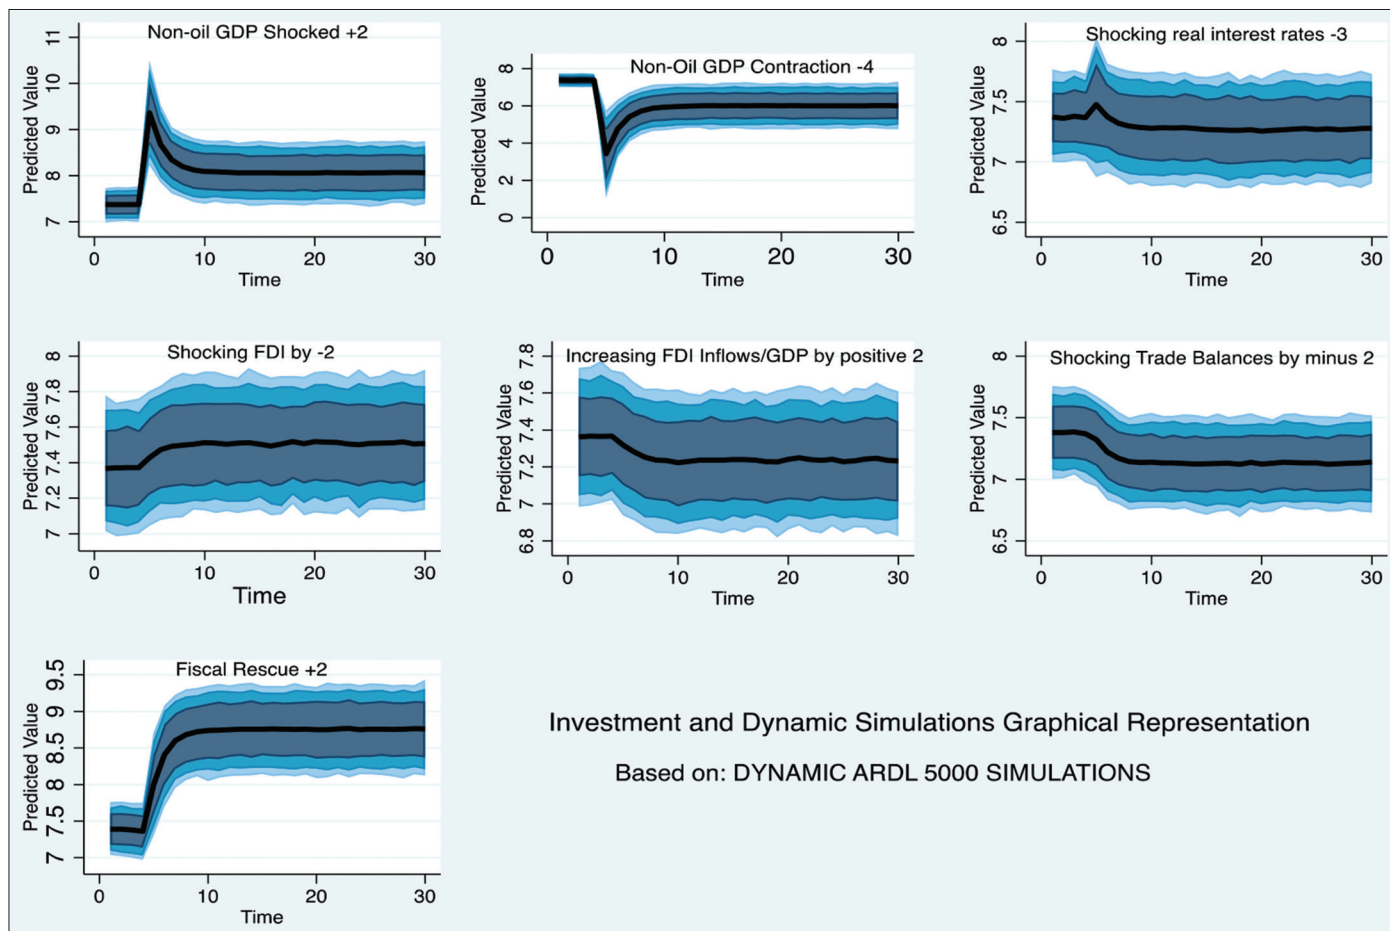 Non-oil GDP Shocked +2
Predicted Value
11
10
9
8
7
0
10
20
30
Time
Non-Oil GDP Contraction -4
Predicted Value
8
6
4
2
0
0
10
20
30
Time
Shocking real interest rates -3
Predicted Value
8
7.5
7
6.5
0
10
20
30
Time
Shocking FDI by -2
Predicted Value
8
7.8
7.6
7.4
7.2
7
0
10
20
30
Time
Increasing FDI Inflows/GDP by positive 2
Predicted Value
7.8
7.6
7.4
7.2
7
6.8
0
10
20
30
Time
Shocking Trade Balances by minus 2
Predicted Value
8
7.5
7
6.5
0
10
20
30
Time
Fiscal Rescue +2
Predicted Value
9.5
9
8.5
8
7.5
7
0
10
20
30
Time
Investment and Dynamic Simulations Graphical Representation
Based on: DYNAMIC ARDL 5000 SIMULATIONS